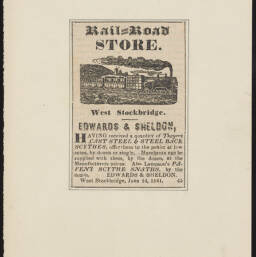 Rail=Road
STORE.
West Stockbridge.
EDWARDS & SHELDON,
HAVING received a quantity of Thayers
CAST STEEL & STEEL BACK
SCYTHES, offer them to the public at low
rates, by dozen or single. Merchants can be
supplied with them, by the dozen, at the
Manufacturers prices. Also Lamson's PA-
TENT SCYTHE SNATHS, by the
dozen. EDWARDS & SHELDON.
West Stockbridge, June 14, 1841. 45